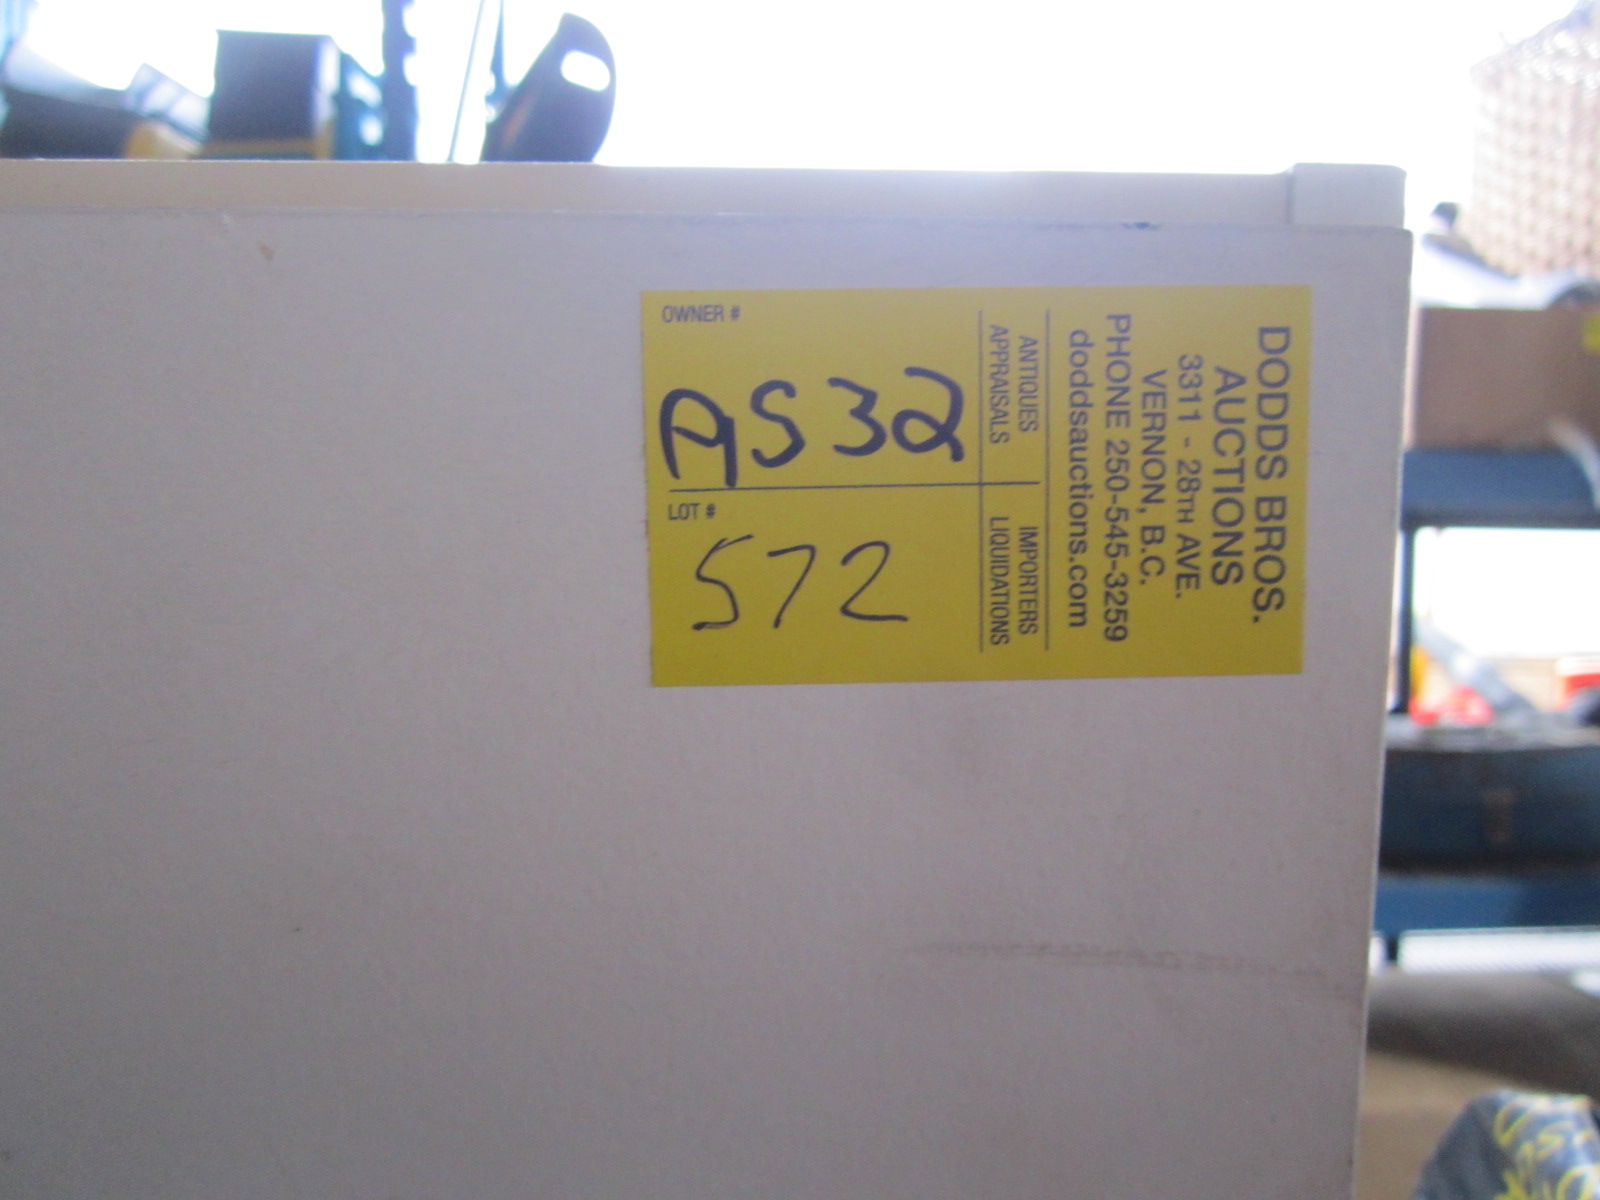 DODDS BROS.
AUCTIONS
3311 - 28TH AVE.
VERNON, B.C.
PHONE 250-545-3259
doddsauctions.com
ANTIQUES IMPORTERS
APPRAISALS LIQUIDATIONS
OWNER #
532
LOT #
572